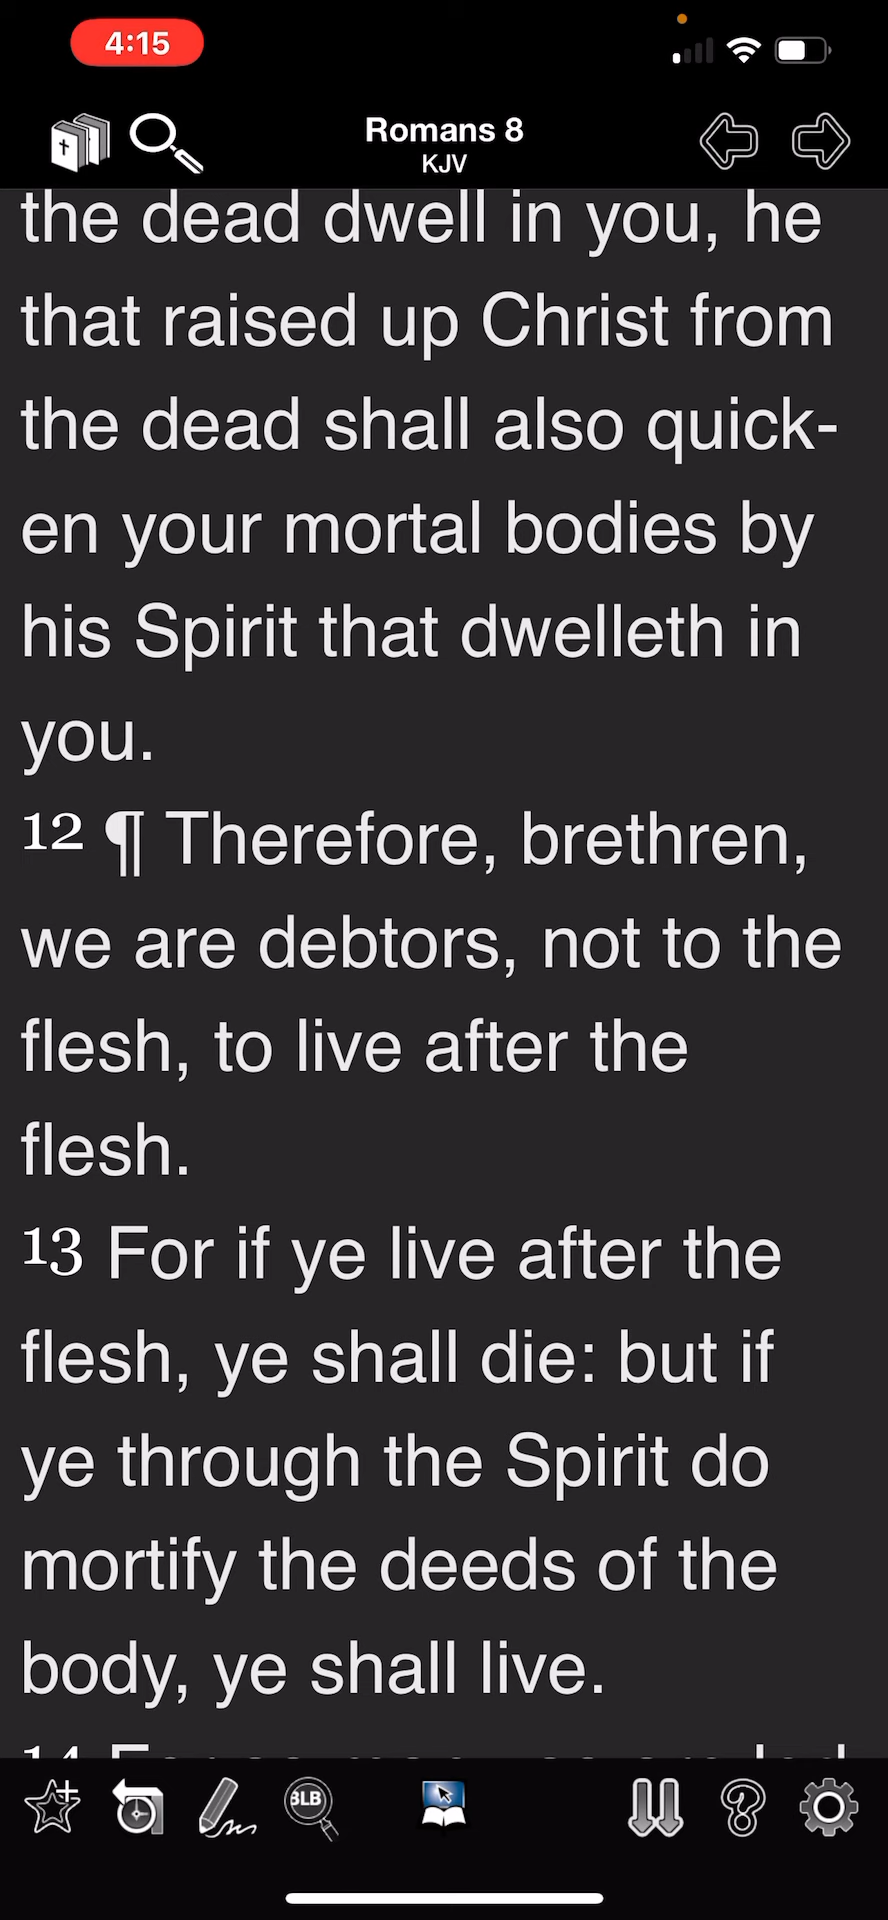 4:15
Romans 8
KJV
the dead dwell in you, he
that raised up Christ from
the dead shall also quick-
en your mortal bodies by
his Spirit that dwelleth in
you.
12 ¶ Therefore, brethren,
we are debtors, not to the
flesh, to live after the
flesh.
13 For if ye live after the
flesh, ye shall die: but if
ye through the Spirit do
mortify the deeds of the
body, ye shall live.
BLB